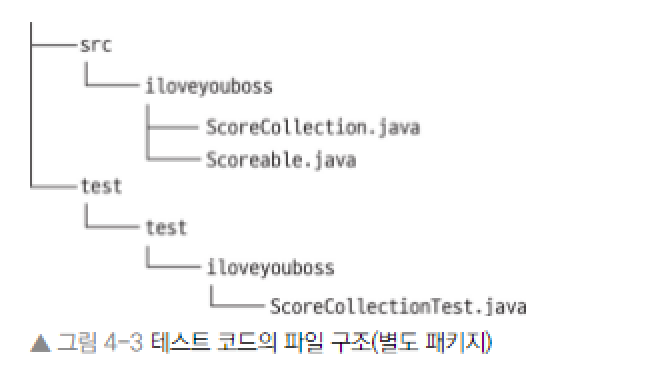 src
iloveyouboss
ScoreCollection.java
Scoreable.java
test
test
iloveyouboss
ScoreCollectionTest.java
▲ 그림 4-3 테스트 코드의 파일 구조(별도 패키지)